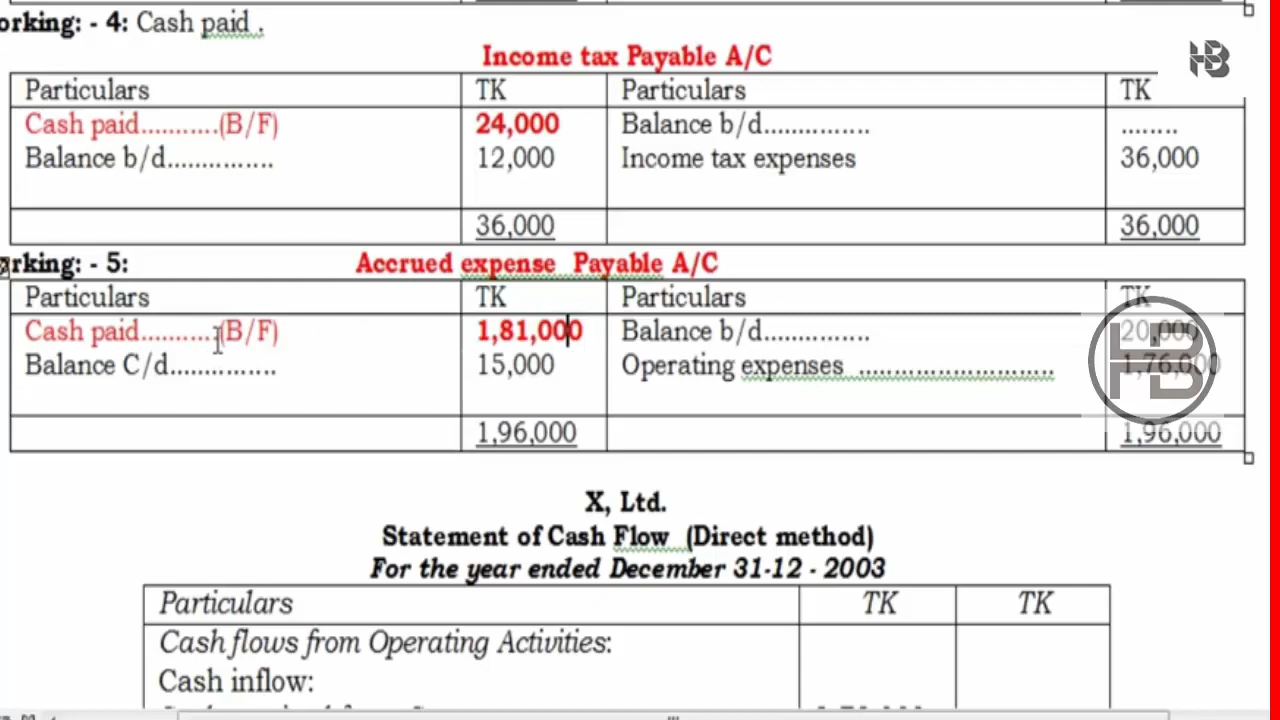 orking: - 4: Cash paid .
Income tax Payable A/C
HB
Particulars TK Particulars TK
Cash paid...........(B/F) 24,000 Balance b/d............... ........
Balance b/d............... 12,000 Income tax expenses 36,000
36,000 36,000
rking: - 5: Accrued expense Payable A/C
Particulars TK Particulars TK
Cash paid..........(B/F) 1,81,000 Balance b/d............... 20,000
Balance C/d............... 15,000 Operating expenses ........................... 1,76,000
HB
1,96,000 1,96,000
X, Ltd.
Statement of Cash Flow (Direct method)
For the year ended December 31-12 - 2003
Particulars TK TK
Cash flows from Operating Activities:
Cash inflow: